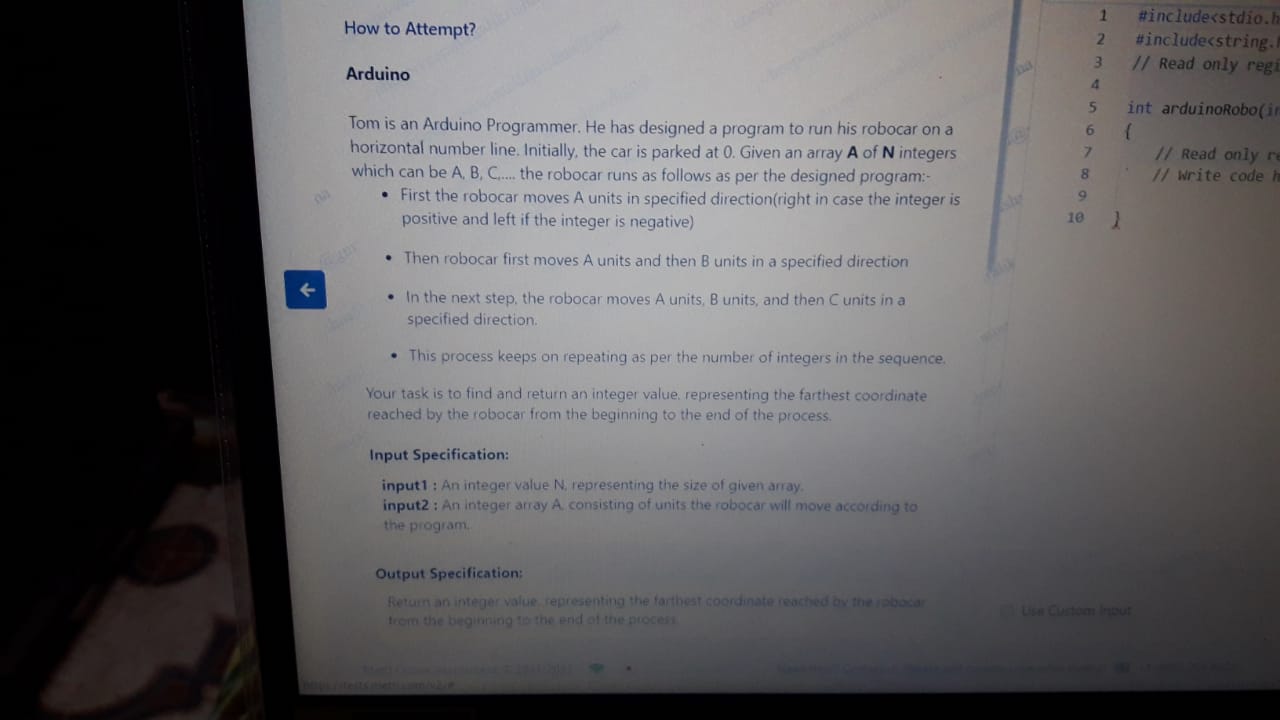 How to Attempt?
Arduino
Tom is an Arduino Programmer. He has designed a program to run his robocar on a
horizontal number line. Initially, the car is parked at 0. Given an array A of N integers
which can be A, B, C,.... the robocar runs as follows as per the designed program:-
• First the robocar moves A units in specified direction(right in case the integer is
positive and left if the integer is negative)
• Then robocar first moves A units and then B units in a specified direction
• In the next step, the robocar moves A units, B units, and then C units in a
specified direction.
• This process keeps on repeating as per the number of integers in the sequence.
Your task is to find and return an integer value, representing the farthest coordinate
reached by the robocar from the beginning to the end of the process.
Input Specification:
input1 : An integer value N, representing the size of given array.
input2 : An integer array A, consisting of units the robocar will move according to
the program.
Output Specification:
Return an integer value, representing the farthest coordinate reached by the robocar
from the beginning to the end of the process.
1 #include<stdio.h
2 #include<string.
3 // Read only regi
4
5 int arduinoRobo(in
6 {
7 // Read only re
8 // Write code h
9
10 }
Use Custom Input